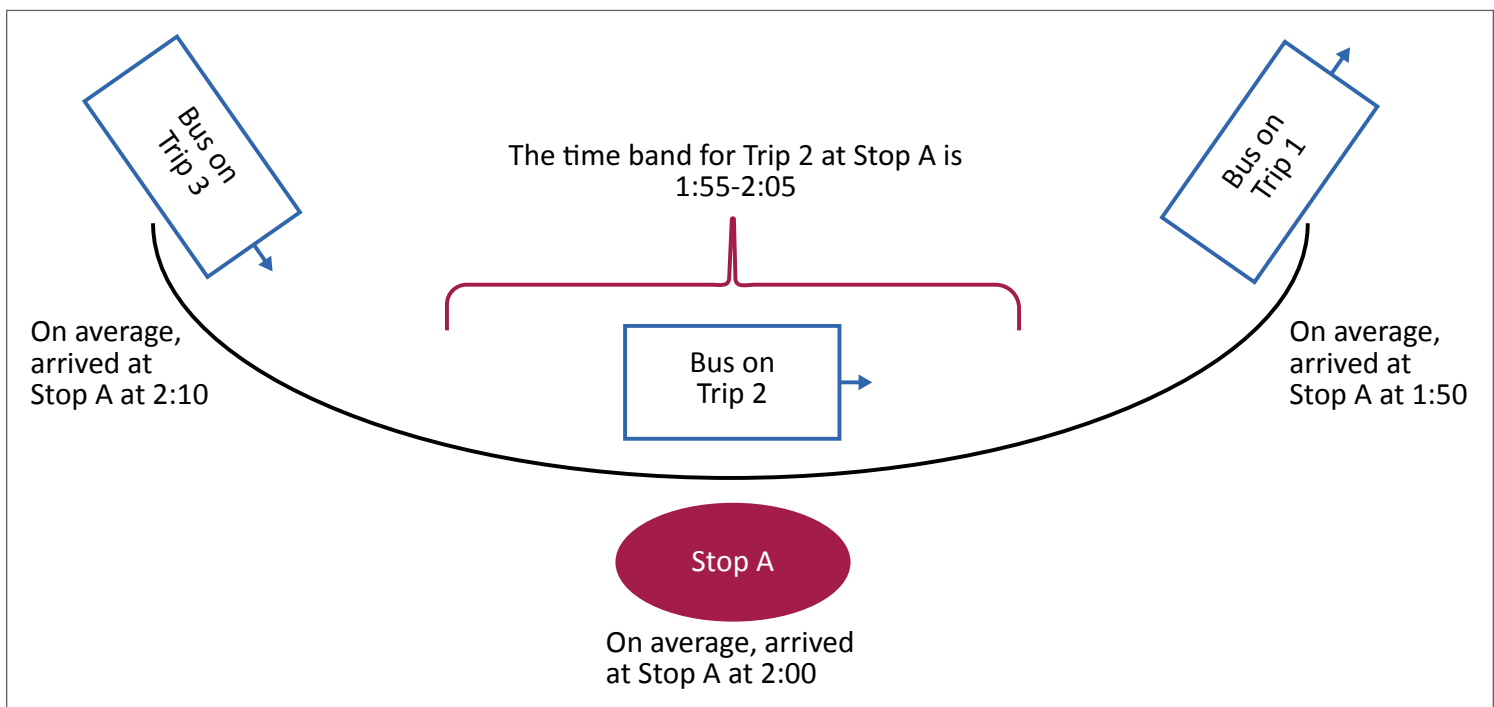 Bus on
Trip 3
The time band for Trip 2 at Stop A is
1:55-2:05
Bus on
Trip 1
On average,
arrived at
Stop A at 2:10
Bus on
Trip 2
On average,
arrived at
Stop A at 1:50
Stop A
On average, arrived
at Stop A at 2:00